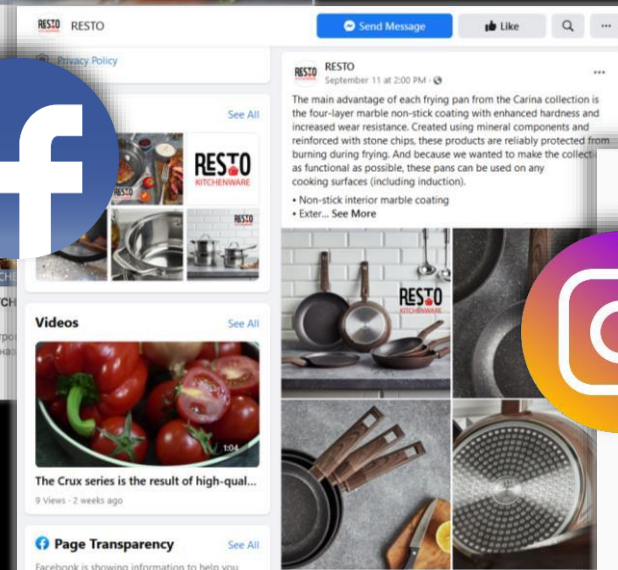 RESTO
RESTO
Send Message
Like
Privacy Policy
See All
RESTO
RESTO
KITCHENWARE
RESTO
Videos
See All
1:04
The Crux series is the result of high-qual...
9 Views · 2 weeks ago
Page Transparency
See All
Facebook is showing information to help you
RESTO
RESTO
September 11 at 2:00 PM ·
The main advantage of each frying pan from the Carina collection is
the four-layer marble non-stick coating with enhanced hardness and
increased wear resistance. Created using mineral components and
reinforced with stone chips, these products are reliably protected from
burning during frying. And because we wanted to make the collect
as functional as possible, these pans can be used on any
cooking surfaces (including induction).
• Non-stick interior marble coating
• Exter... See More
RESTO
KITCHENWARE